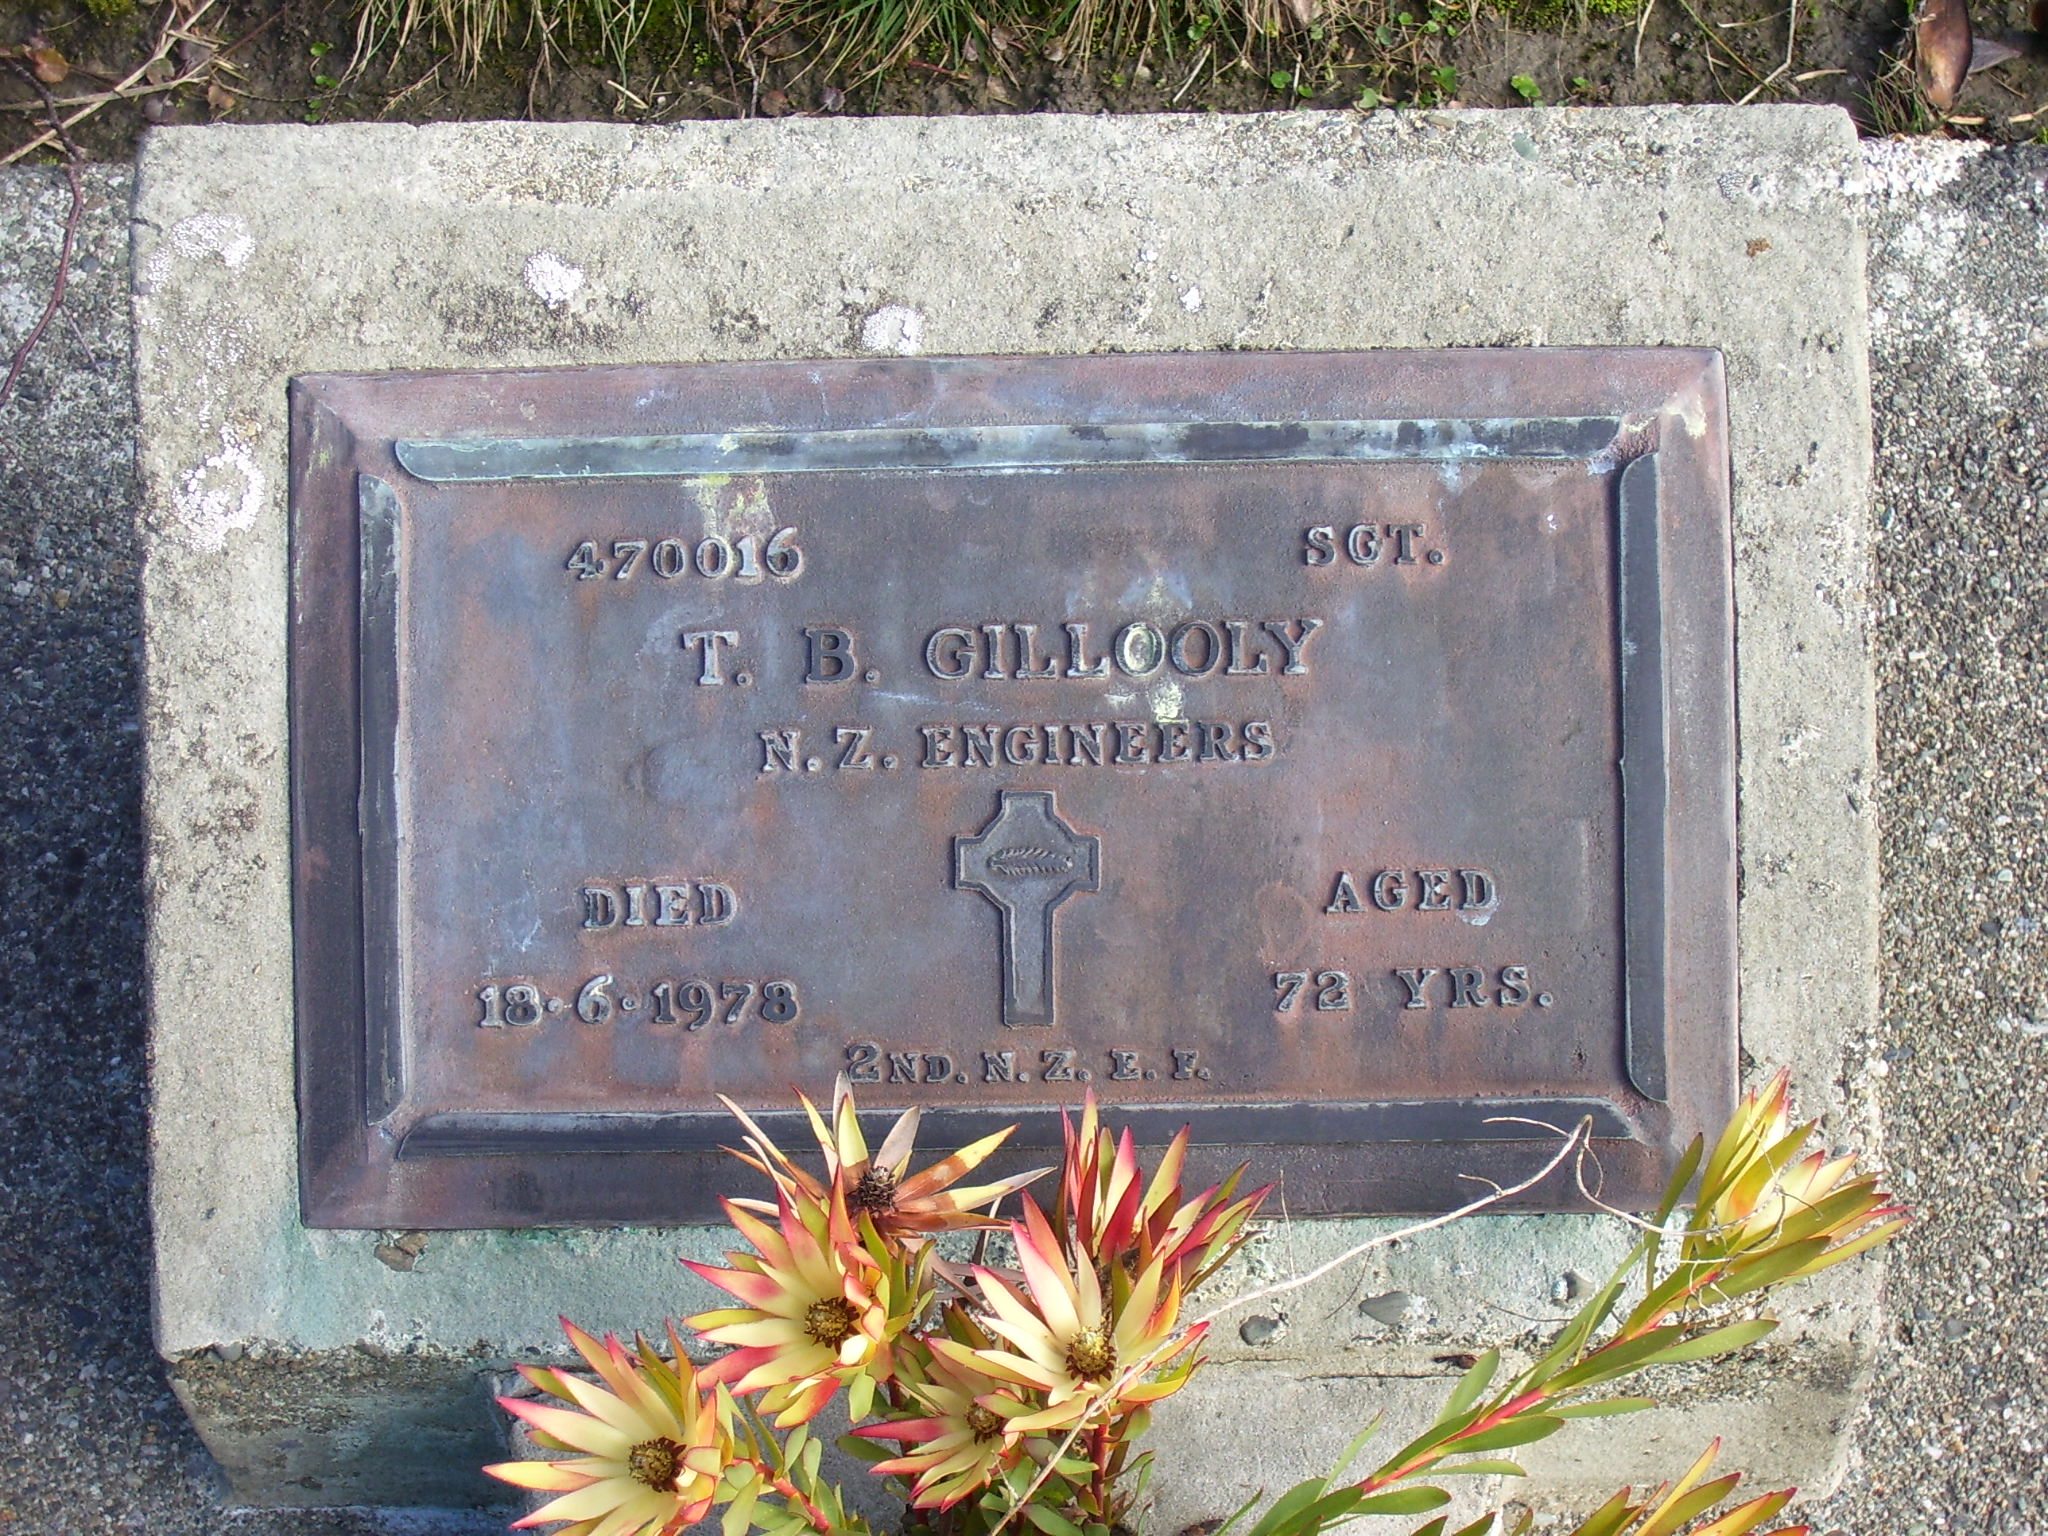 470016 SGT.
T. B. GILLOOLY
N. Z. ENGINEERS
DIED AGED
18·6·1978 72 YRS.
2ND. N. Z. E. F.